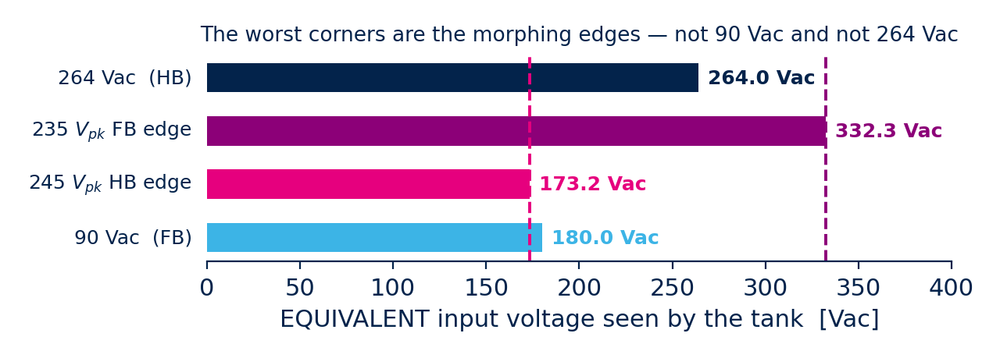 The worst corners are the morphing edges — not 90 Vac and not 264 Vac
264 Vac (HB)
264.0 Vac
235 Vpk FB edge
332.3 Vac
245 Vpk HB edge
173.2 Vac
90 Vac (FB)
180.0 Vac
0 50 100 150 200 250 300 350 400
EQUIVALENT input voltage seen by the tank [Vac]